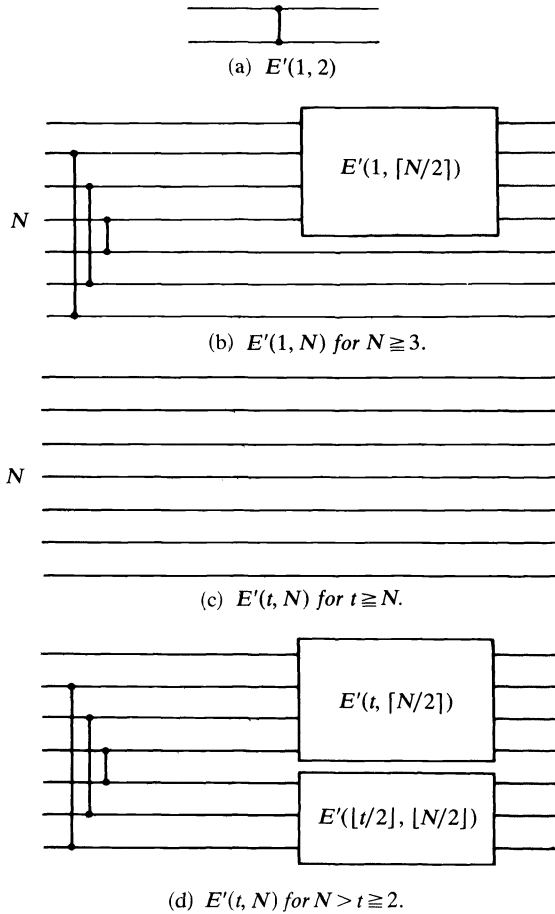 (a) E'(1, 2)
E'(1, ⌈N/2⌉)
N
(b) E'(1, N) for N ≧ 3.
N
(c) E'(t, N) for t ≧ N.
E'(t, ⌈N/2⌉)
E'(⌊t/2⌋, ⌊N/2⌋)
(d) E'(t, N) for N > t ≧ 2.